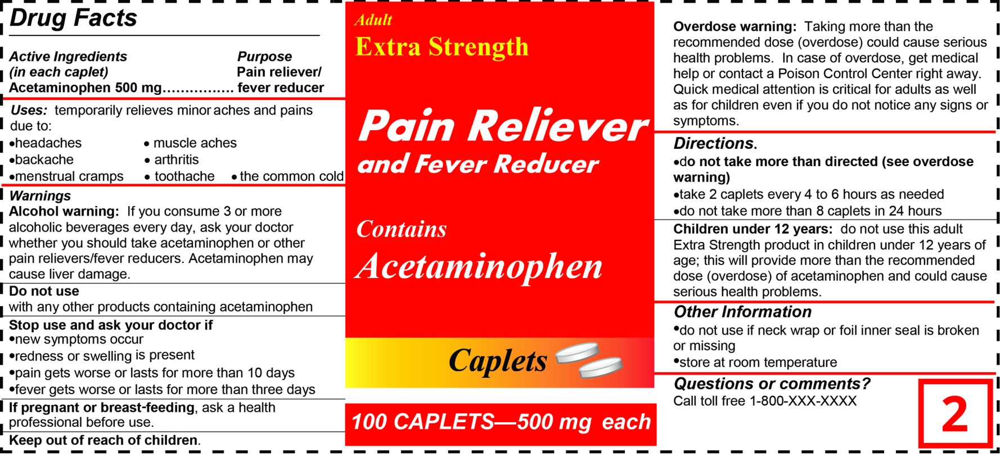 Drug Facts
Active Ingredients Purpose
(in each caplet) Pain reliever/
Acetaminophen 500 mg................ fever reducer
Uses: temporarily relieves minor aches and pains
due to:
•headaches • muscle aches
•backache • arthritis
•menstrual cramps • toothache • the common cold
Warnings
Alcohol warning: If you consume 3 or more
alcoholic beverages every day, ask your doctor
whether you should take acetaminophen or other
pain relievers/fever reducers. Acetaminophen may
cause liver damage.
Do not use
with any other products containing acetaminophen
Stop use and ask your doctor if
•new symptoms occur
•redness or swelling is present
•pain gets worse or lasts for more than 10 days
•fever gets worse or lasts for more than three days
If pregnant or breast-feeding, ask a health
professional before use.
Keep out of reach of children.
Adult
Extra Strength
Pain Reliever
and Fever Reducer
Contains
Acetaminophen
Caplets
100 CAPLETS—500 mg each
Overdose warning: Taking more than the
recommended dose (overdose) could cause serious
health problems. In case of overdose, get medical
help or contact a Poison Control Center right away.
Quick medical attention is critical for adults as well
as for children even if you do not notice any signs or
symptoms.
Directions.
•do not take more than directed (see overdose
warning)
•take 2 caplets every 4 to 6 hours as needed
•do not take more than 8 caplets in 24 hours
Children under 12 years: do not use this adult
Extra Strength product in children under 12 years of
age; this will provide more than the recommended
dose (overdose) of acetaminophen and could cause
serious health problems.
Other Information
•do not use if neck wrap or foil inner seal is broken
or missing
•store at room temperature
Questions or comments?
Call toll free 1-800-XXX-XXXX
2